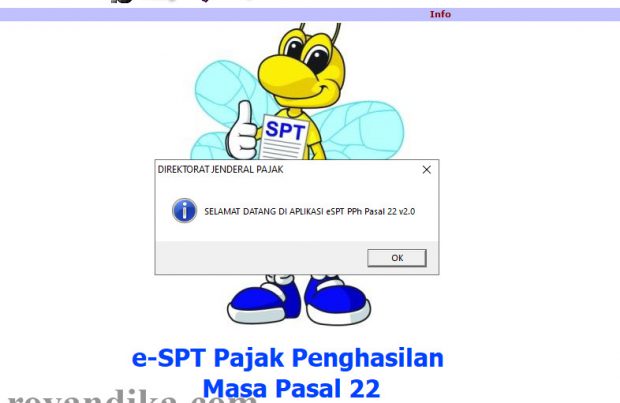 Info
SPT
DIREKTORAT JENDERAL PAJAK
SELAMAT DATANG DI APLIKASI eSPT PPh Pasal 22 v2.0
OK
e-SPT Pajak Penghasilan
Masa Pasal 22
royandika.com